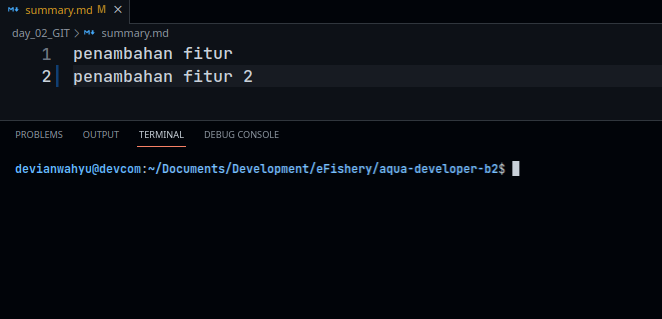 summary.md M ×
day_02_GIT > summary.md
1 penambahan fitur
2 penambahan fitur 2
PROBLEMS OUTPUT TERMINAL DEBUG CONSOLE
devianwahyu@devcom:~/Documents/Development/eFishery/aqua-developer-b2$